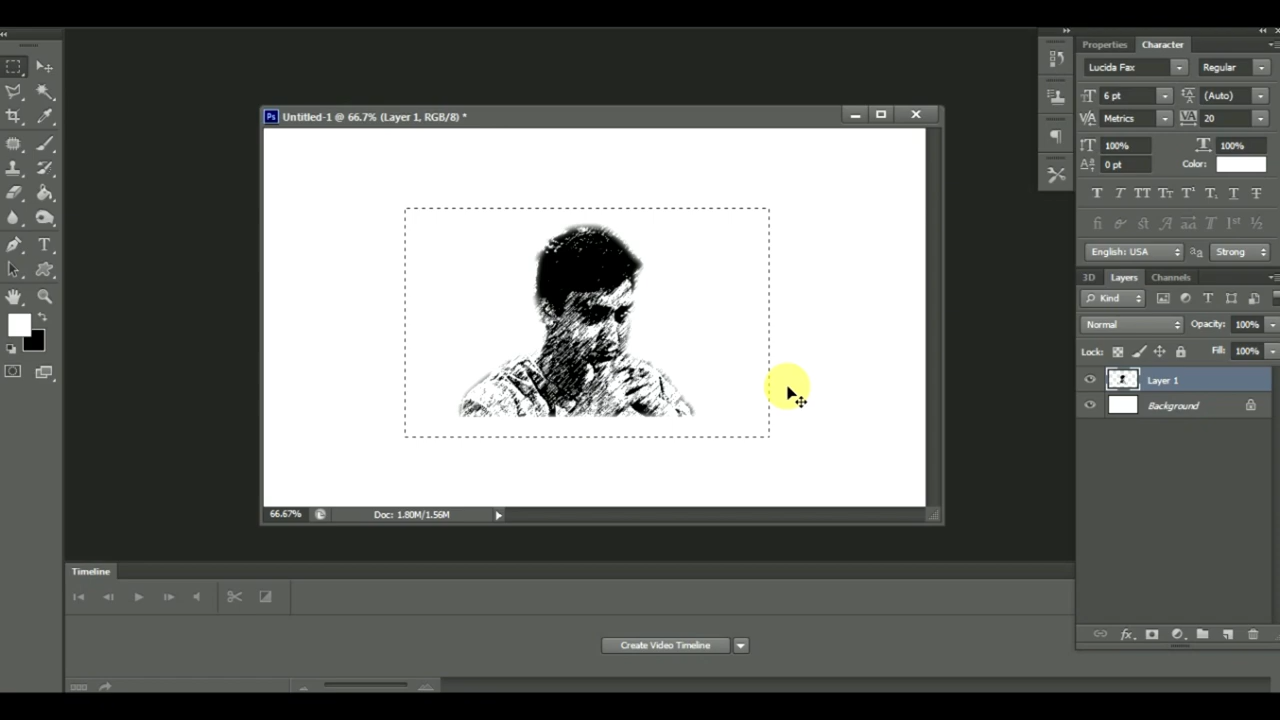 Properties Character
Lucida Fax Regular
6 pt (Auto)
Metrics 20
100% 100%
0 pt Color:
English: USA aa Strong
3D Layers Channels
Kind
Normal Opacity: 100%
Lock: Fill: 100%
Layer 1
Background
Untitled-1 @ 66.7% (Layer 1, RGB/8) *
66.67% Doc: 1.80M/1.56M
Timeline
Create Video Timeline